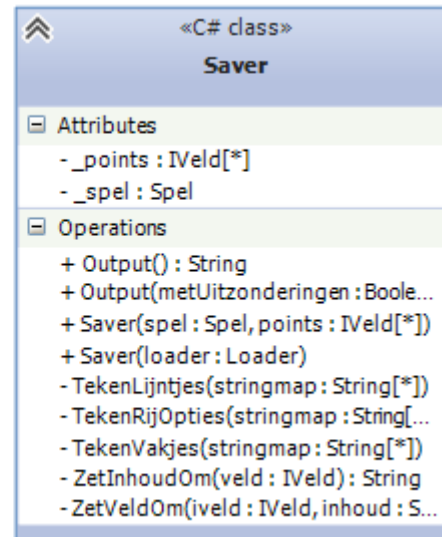 «C# class»
Saver
Attributes
- _points : IVeld[*]
- _spel : Spel
Operations
+ Output() : String
+ Output(metUitzonderingen : Boole...
+ Saver(spel : Spel, points : IVeld[*])
+ Saver(loader : Loader)
- TekenLijntjes(stringmap : String[*])
- TekenRijOpties(stringmap : String[...
- TekenVakjes(stringmap : String[*])
- ZetInhoudOm(veld : IVeld) : String
- ZetVeldOm(iveld : IVeld, inhoud : S...